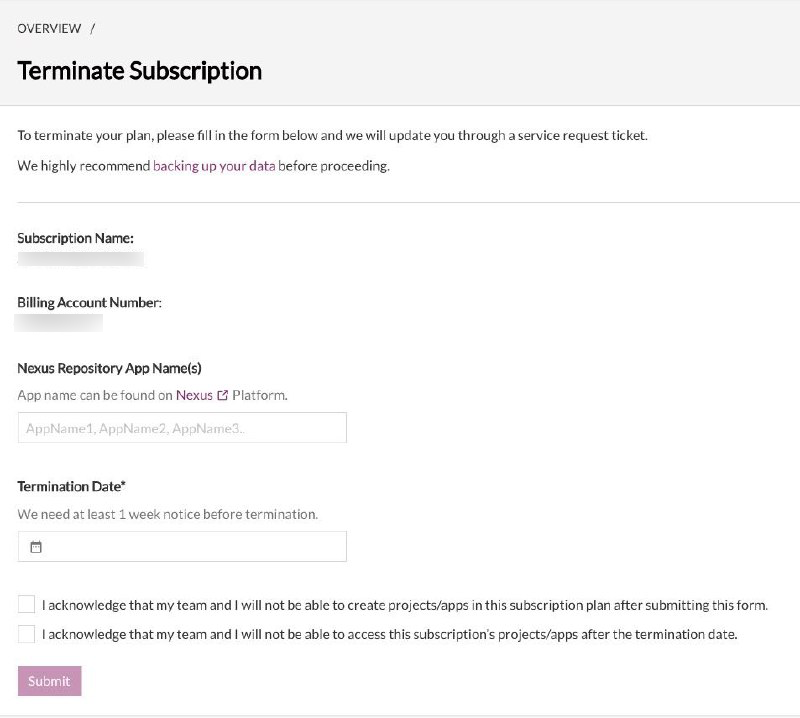 OVERVIEW /
Terminate Subscription
To terminate your plan, please fill in the form below and we will update you through a service request ticket.
We highly recommend backing up your data before proceeding.
Subscription Name:
Billing Account Number:
Nexus Repository App Name(s)
App name can be found on Nexus Platform.
AppName1, AppName2, AppName3..
Termination Date*
We need at least 1 week notice before termination.
I acknowledge that my team and I will not be able to create projects/apps in this subscription plan after submitting this form.
I acknowledge that my team and I will not be able to access this subscription's projects/apps after the termination date.
Submit